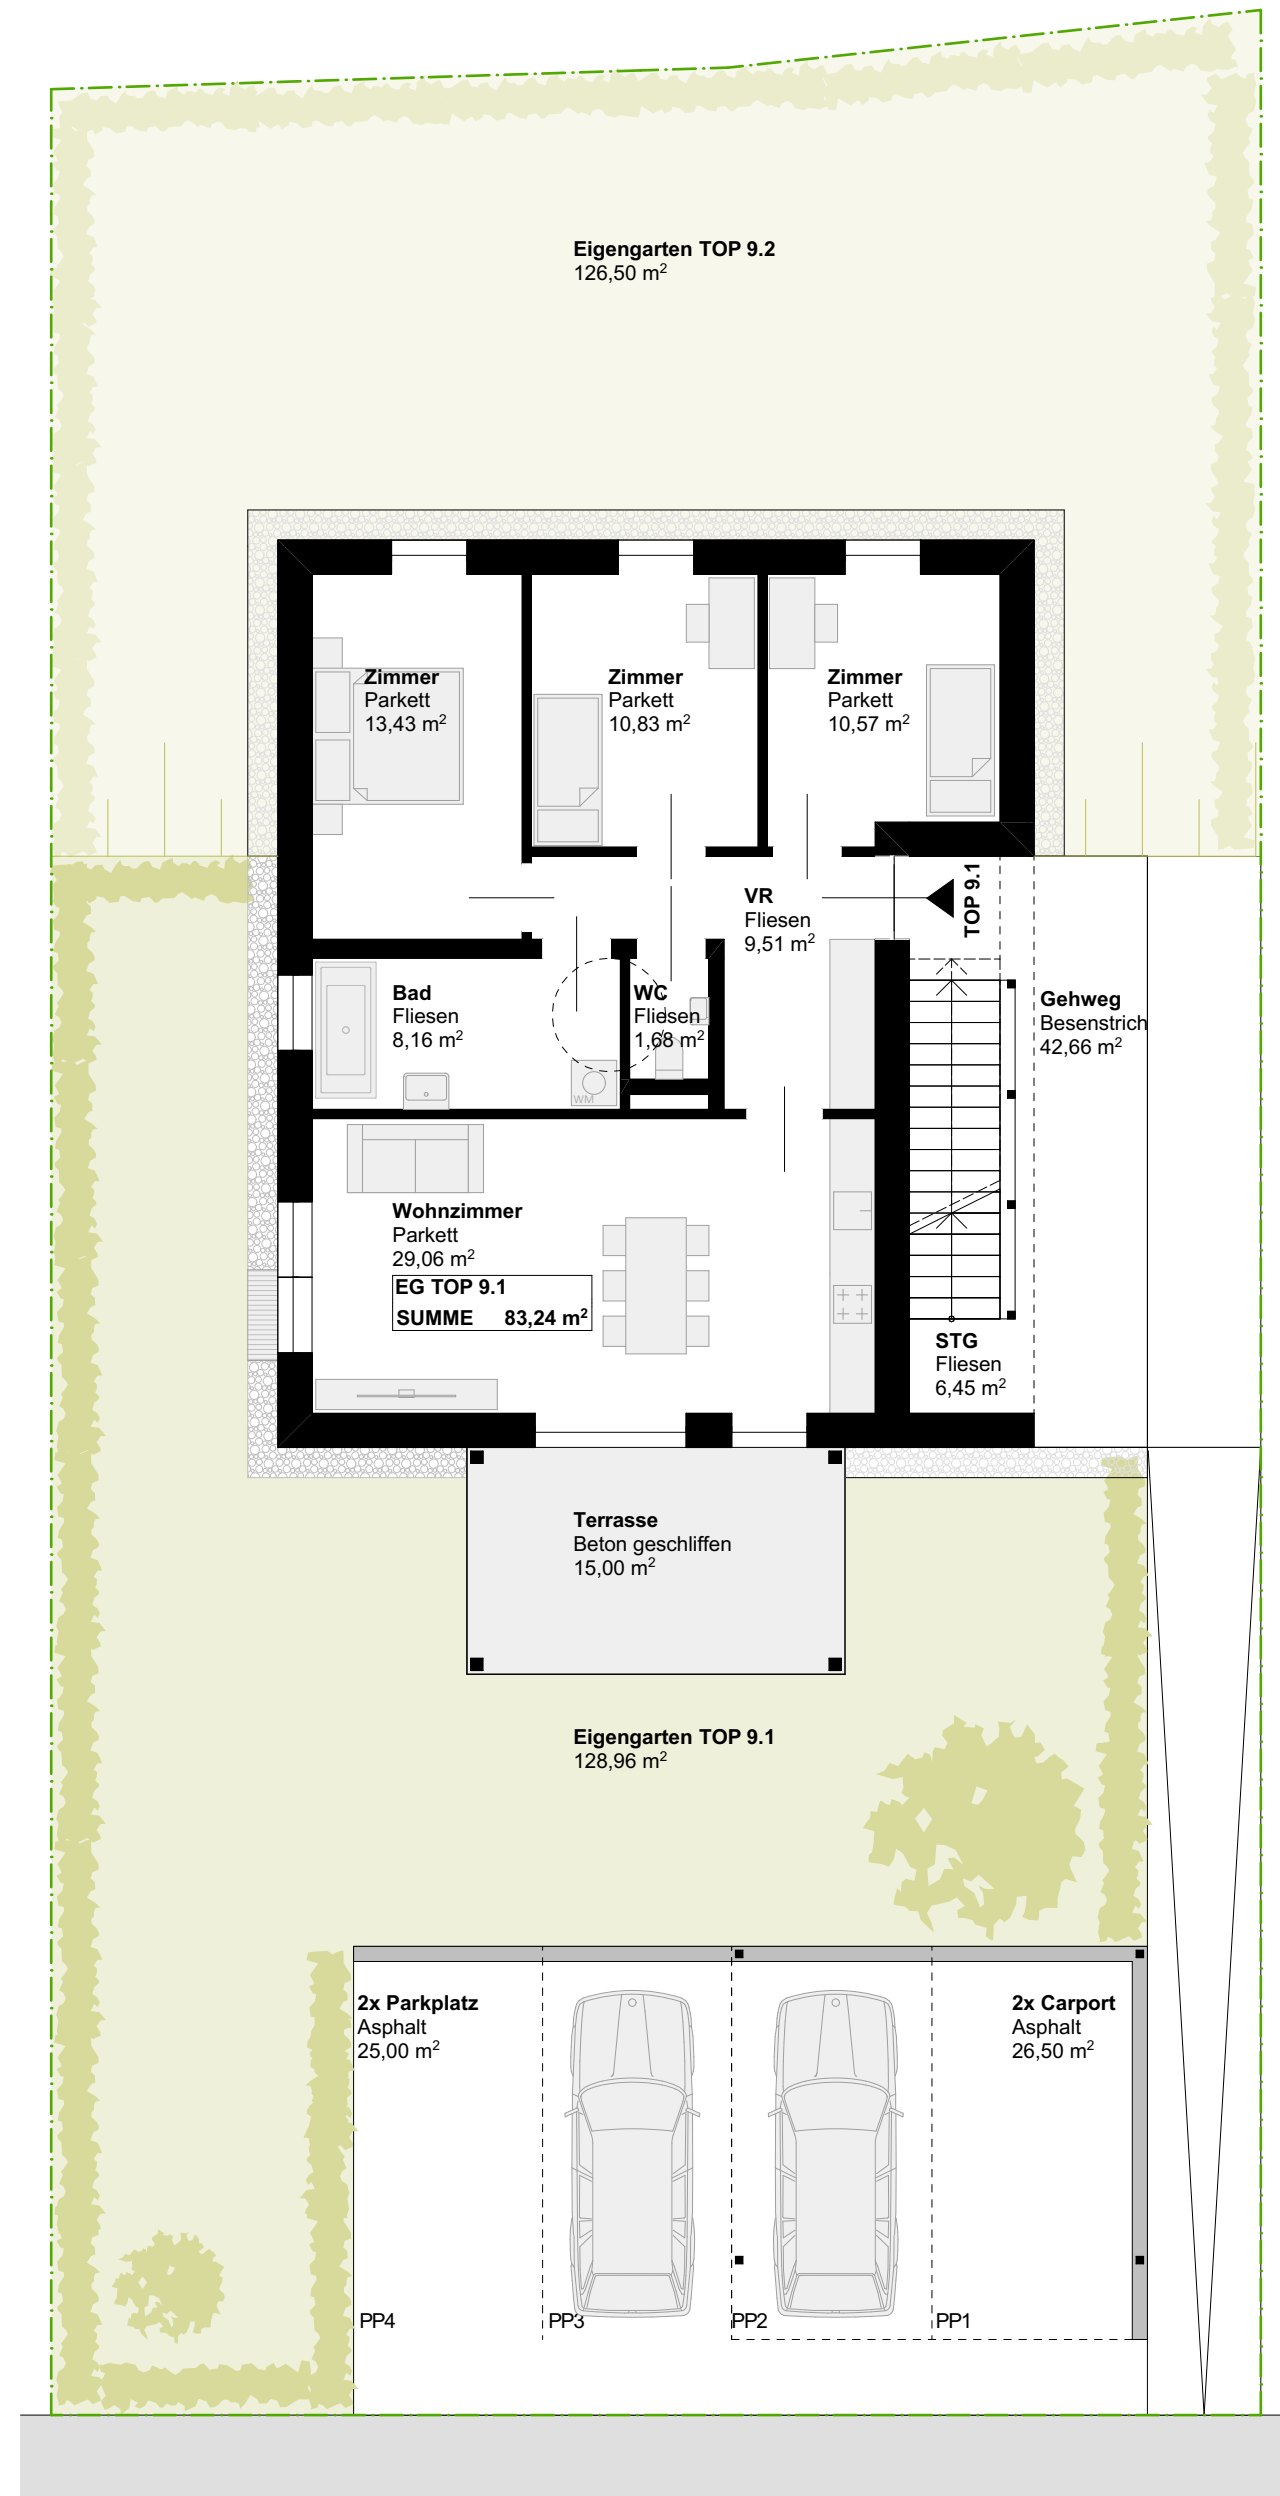 Eigengarten TOP 9.2
126,50 m²
Zimmer
Parkett
13,43 m²
Zimmer
Parkett
10,83 m²
Zimmer
Parkett
10,57 m²
VR
Fliesen
9,51 m²
TOP 9.1
Bad
Fliesen
8,16 m²
WC
Fliesen
1,68 m²
WM
Gehweg
Besenstrich
42,66 m²
Wohnzimmer
Parkett
29,06 m²
EG TOP 9.1
SUMME 83,24 m²
STG
Fliesen
6,45 m²
Terrasse
Beton geschliffen
15,00 m²
Eigengarten TOP 9.1
128,96 m²
2x Parkplatz
Asphalt
25,00 m²
2x Carport
Asphalt
26,50 m²
PP4
PP3
PP2
PP1